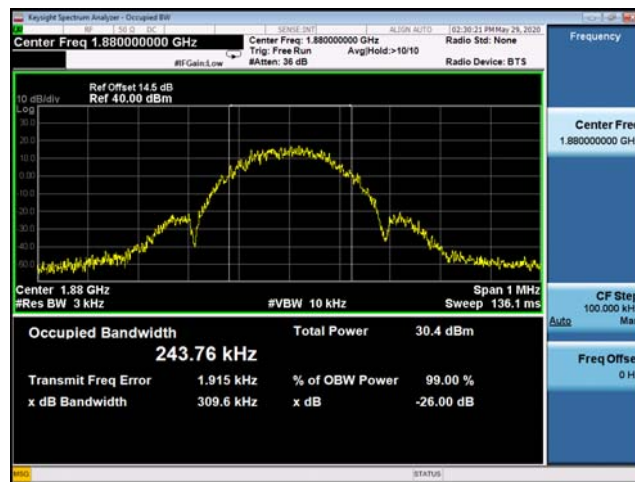 Keysight Spectrum Analyzer - Occupied BW
RF 50 Ω DC SENSE:INT ALIGN AUTO 02:30:21 PM May 29, 2020
Center Freq 1.880000000 GHz
Center Freq: 1.880000000 GHz
Radio Std: None
Trig: Free Run
Avg|Hold:>10/10
#IFGain:Low
#Atten: 36 dB
Radio Device: BTS
Frequency
Ref Offset 14.5 dB
10 dB/div
Ref 40.00 dBm
Log
30.0
20.0
10.0
0.00
10.0
20.0
30.0
40.0
50.0
Center 1.88 GHz
Span 1 MHz
#Res BW 3 kHz
#VBW 10 kHz
Sweep 136.1 ms
Center Fre
1.880000000 GH
CF Step
100.000 kH
Auto Ma
Freq Offse
0 H
Occupied Bandwidth
243.76 kHz
Total Power 30.4 dBm
Transmit Freq Error 1.915 kHz
% of OBW Power 99.00 %
x dB Bandwidth 309.6 kHz
x dB -26.00 dB
MSG
STATUS